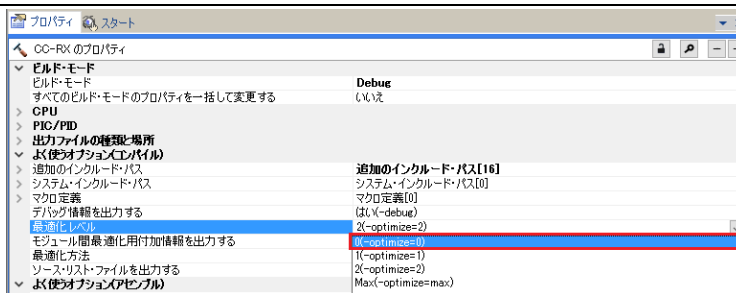 プロパティ スタート
CC-RX のプロパティ
ビルド・モード
ビルド・モード Debug
すべてのビルド・モードのプロパティを一括して変更する いいえ
CPU
PIC/PID
出力ファイルの種類と場所
よく使うオプション(コンパイル)
追加のインクルード・パス 追加のインクルード・パス[16]
システム・インクルード・パス システム・インクルード・パス[0]
マクロ定義 マクロ定義[0]
デバッグ情報を出力する はい(-debug)
最適化レベル 2(-optimize=2)
モジュール間最適化用付加情報を出力する 0(-optimize=0)
最適化方法 1(-optimize=1)
ソース・リスト・ファイルを出力する 2(-optimize=2)
よく使うオプション(アセンブル) Max(-optimize=max)